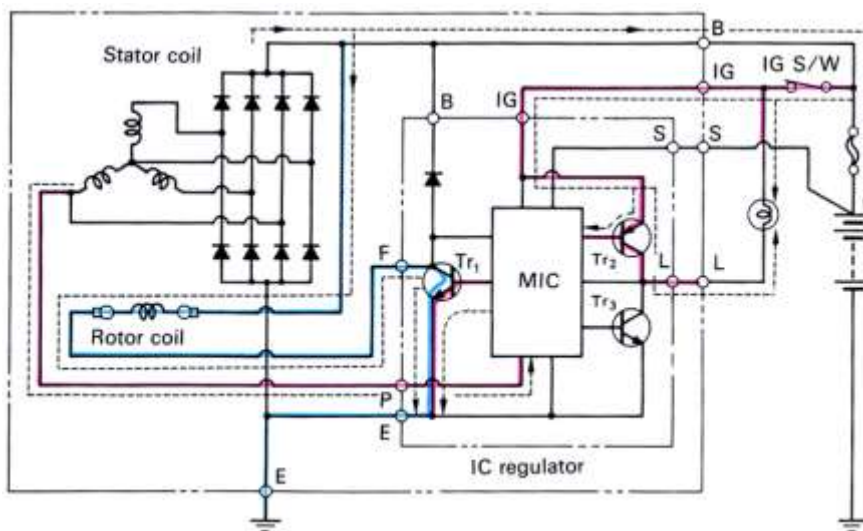 Stator coil
B
IG
IG S/W
B
IG
S
S
F
Tr1
MIC
Tr2
L
L
Tr3
Rotor coil
P
E
IC regulator
E